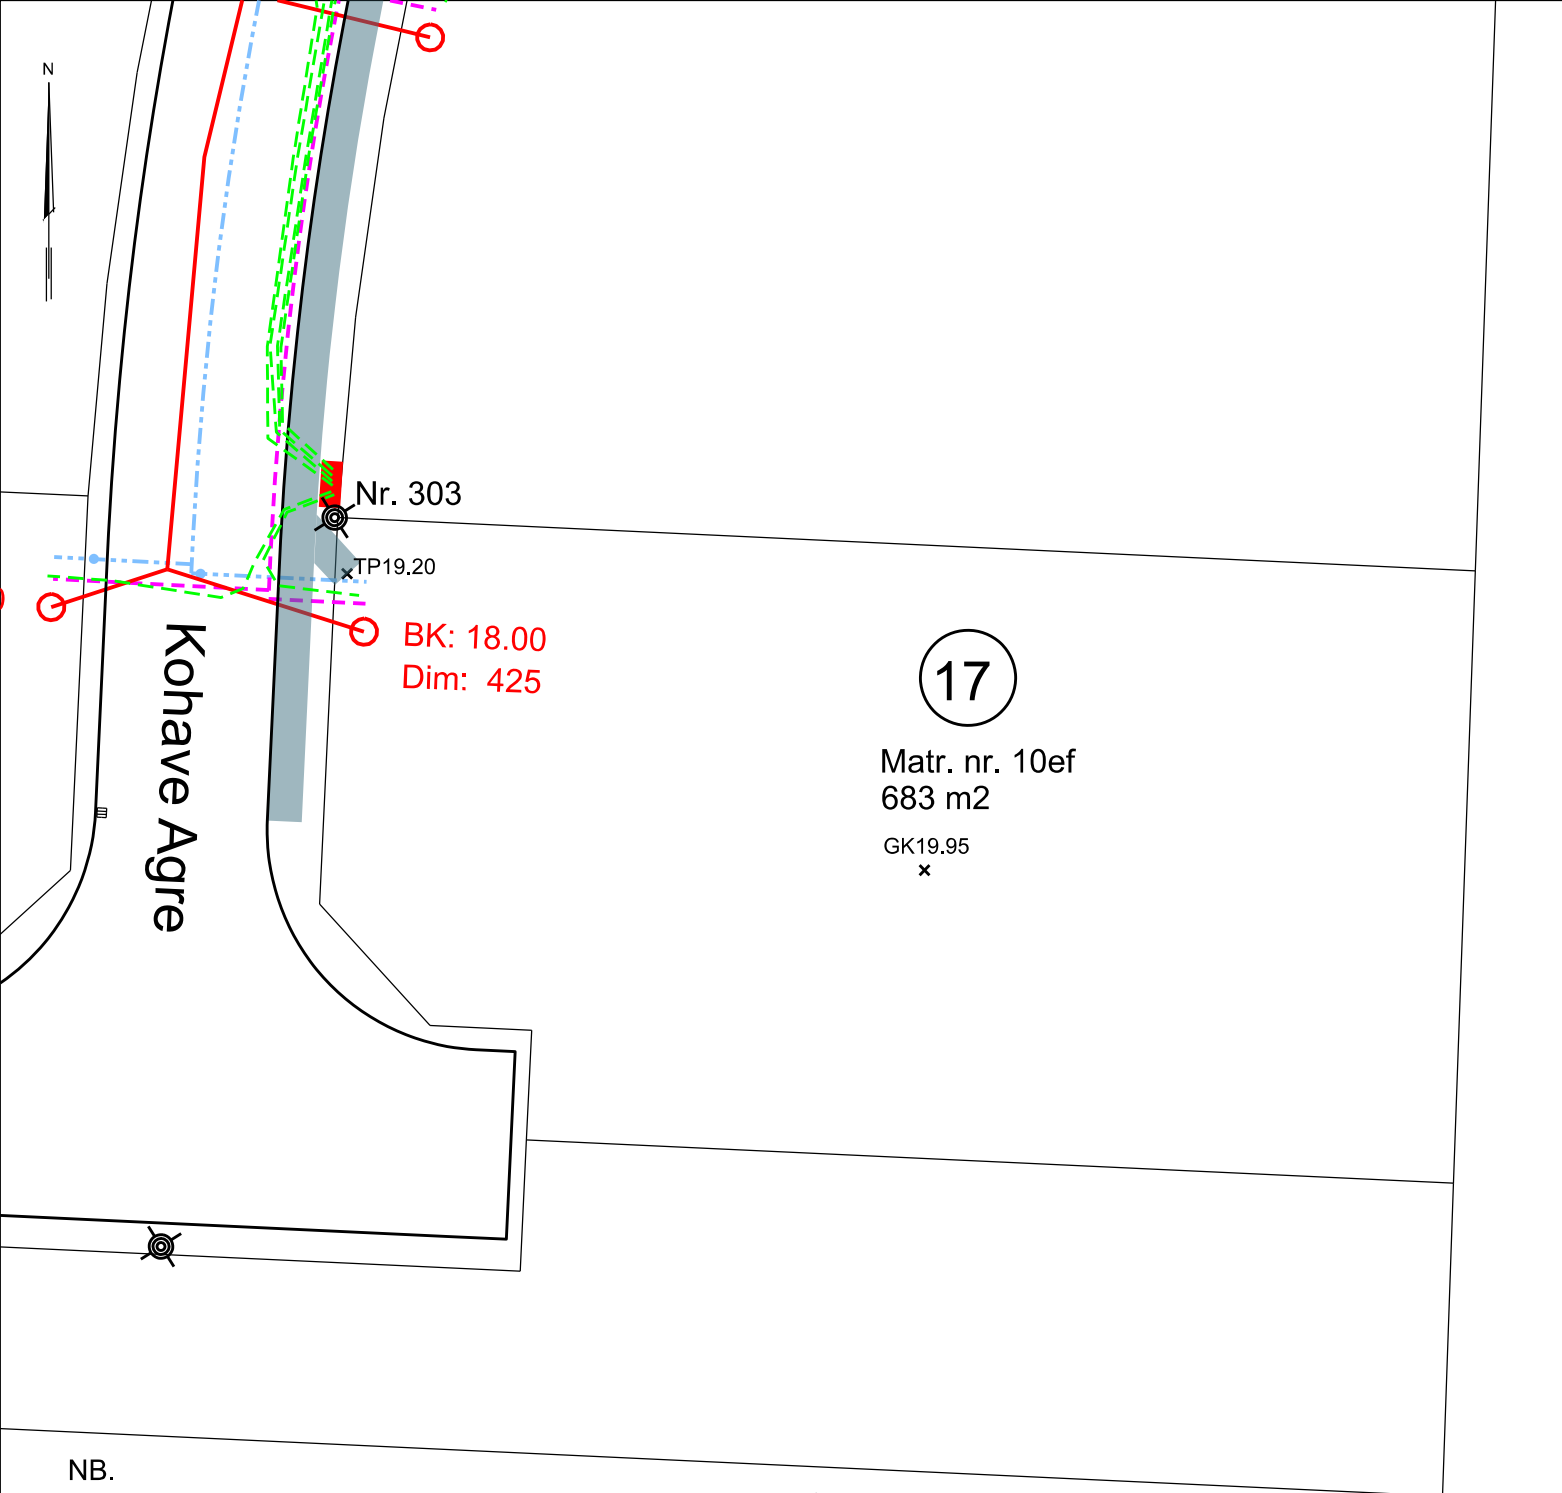 N
Nr. 303
TP19.20
BK: 18.00
Dim: 425
Kohave Agre
17
Matr. nr. 10ef
683 m2
GK19.95
NB.